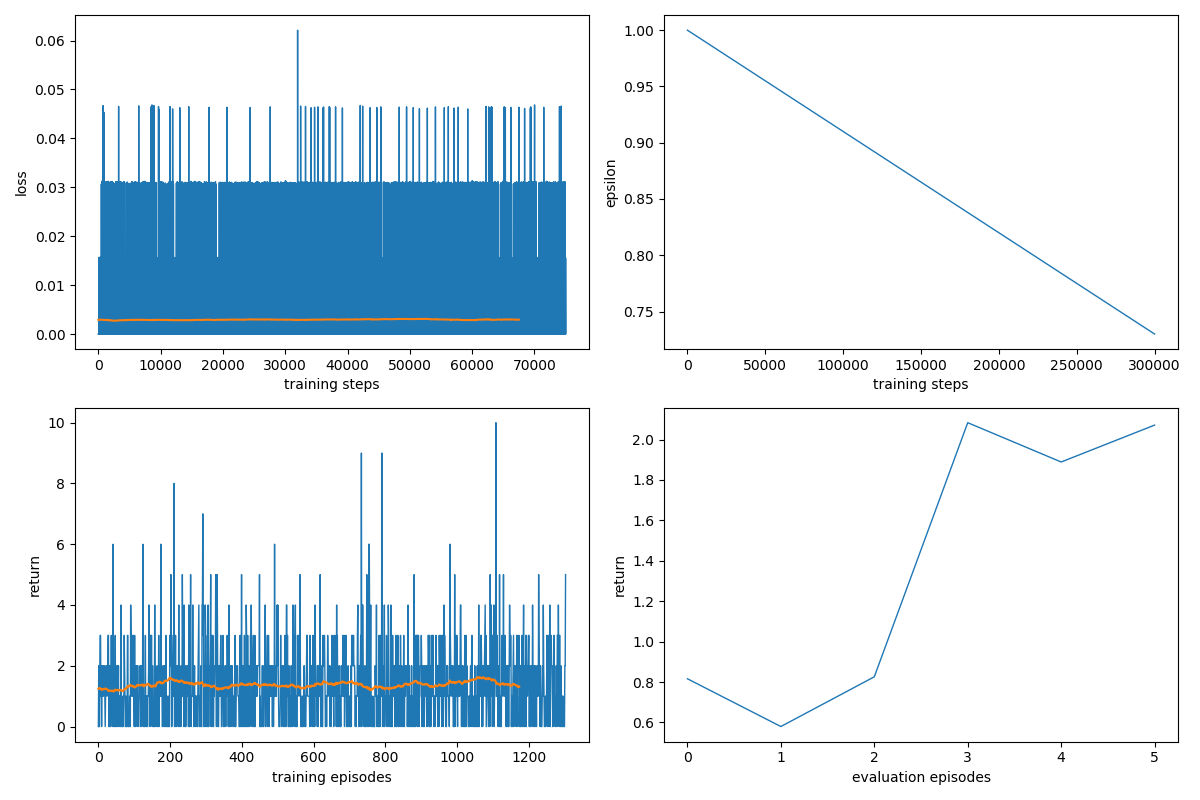 0.06
0.05
0.04
0.03
0.02
0.01
0.00
loss
0 10000 20000 30000 40000 50000 60000 70000
training steps
1.00
0.95
0.90
0.85
0.80
0.75
epsilon
0 50000 100000 150000 200000 250000 300000
training steps
10
8
6
4
2
0
return
0 200 400 600 800 1000 1200
training episodes
2.0
1.8
1.6
1.4
1.2
1.0
0.8
0.6
return
0 1 2 3 4 5
evaluation episodes